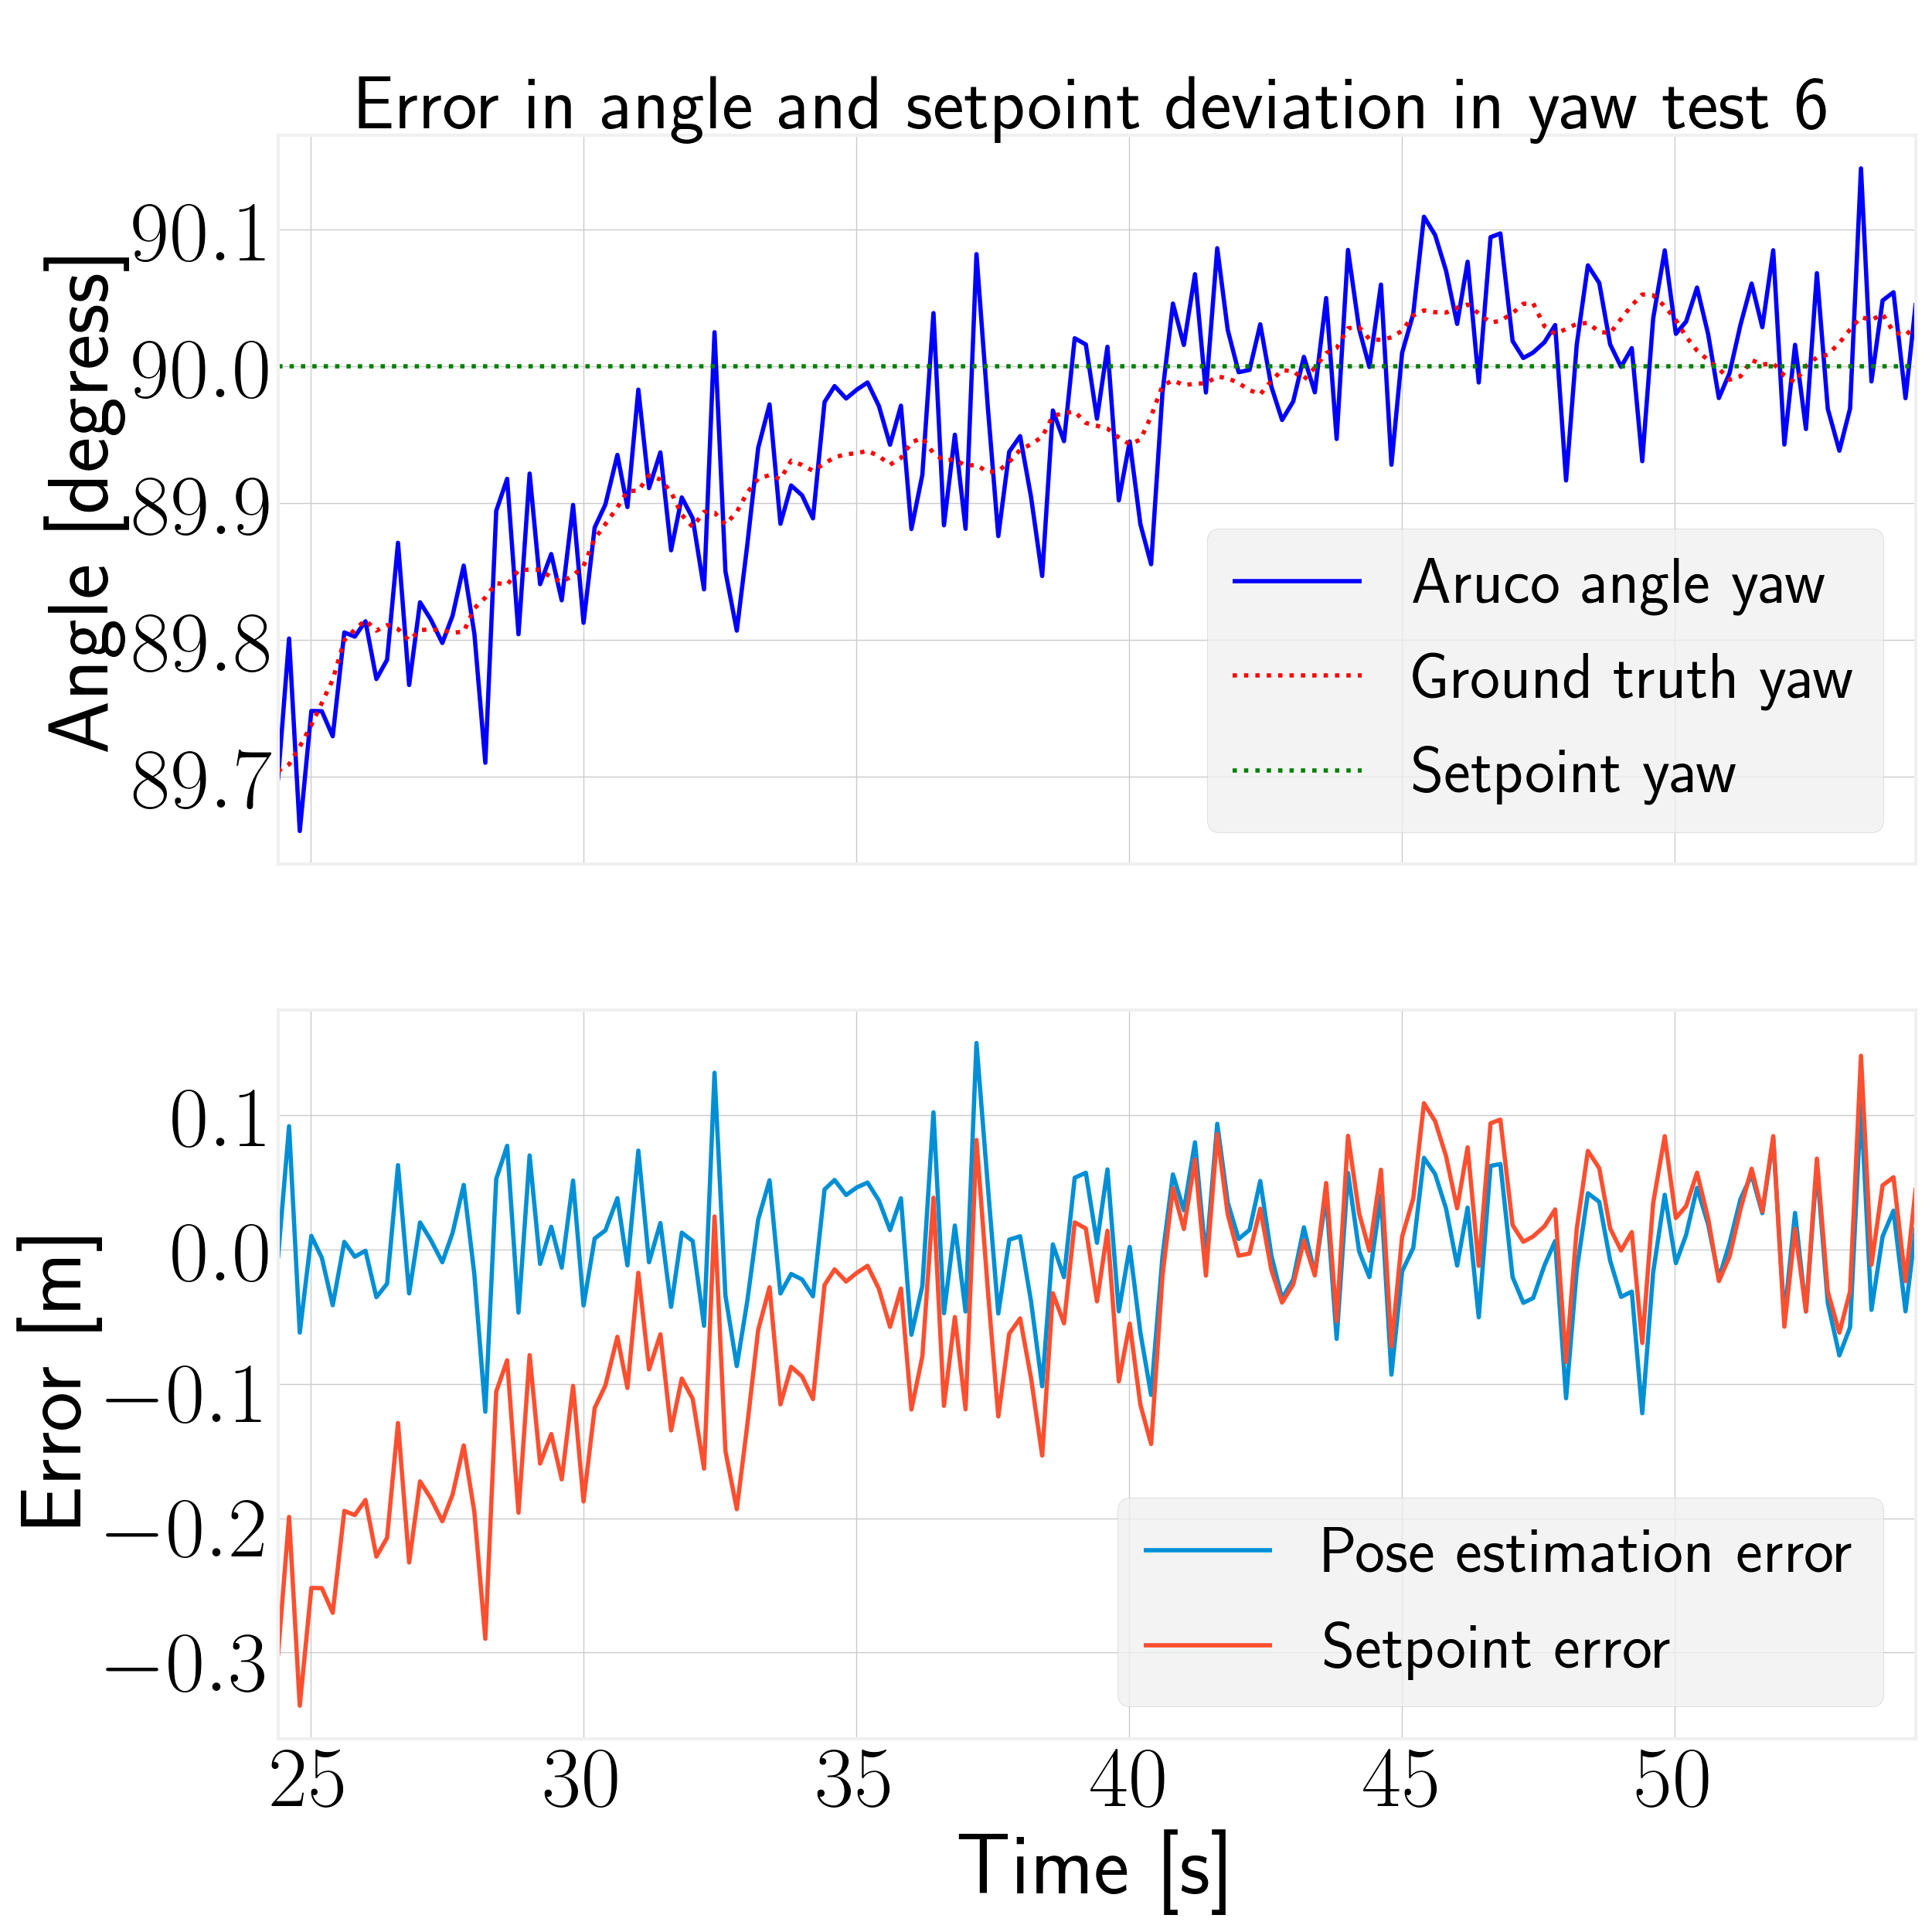 Error in angle and setpoint deviation in yaw test 6
Angle [degress]
90.1
90.0
89.9
89.8
89.7
Aruco angle yaw
Ground truth yaw
Setpoint yaw
Error [m]
0.1
0.0
−0.1
−0.2
−0.3
Pose estimation error
Setpoint error
25 30 35 40 45 50
Time [s]